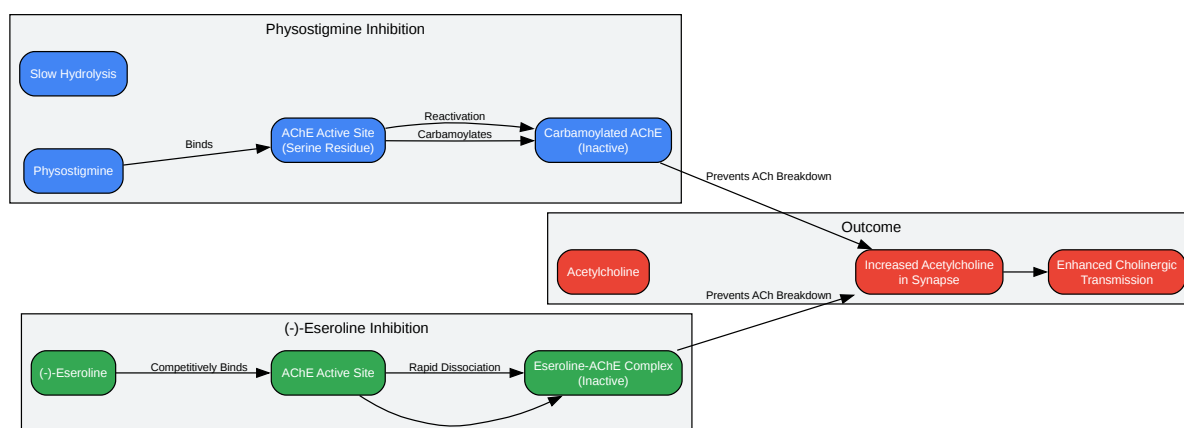 Physostigmine Inhibition
Slow Hydrolysis
Physostigmine
Binds
AChE Active Site
(Serine Residue)
Reactivation
Carbamoylates
Carbamoylated AChE
(Inactive)
Prevents ACh Breakdown
Outcome
Acetylcholine
Increased Acetylcholine
in Synapse
Enhanced Cholinergic
Transmission
Prevents ACh Breakdown
(-)-Eseroline Inhibition
(-)-Eseroline
Competitively Binds
AChE Active Site
Rapid Dissociation
Eseroline-AChE Complex
(Inactive)